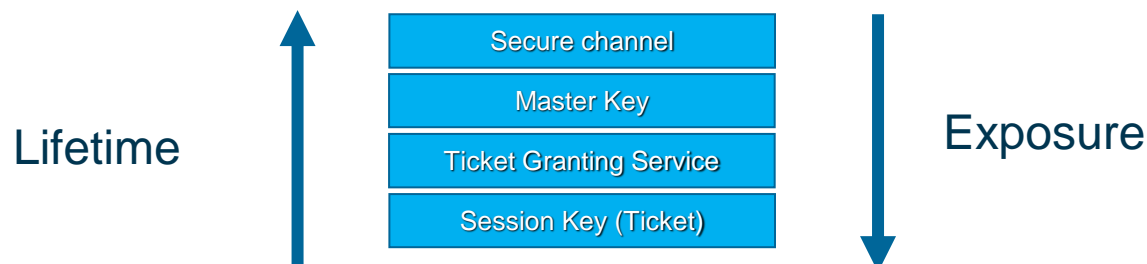 Secure channel
Master Key
Lifetime
Exposure
Ticket Granting Service
Session Key (Ticket)